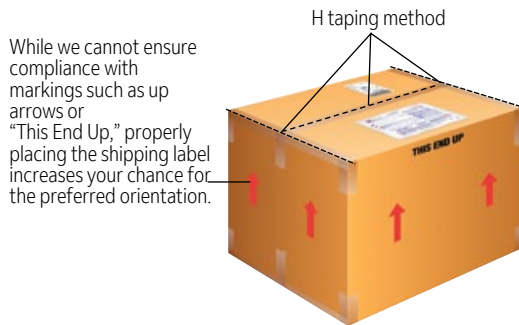 H taping method
While we cannot ensure
compliance with
markings such as up
arrows or
“This End Up,” properly
placing the shipping label
increases your chance for
the preferred orientation.
THIS END UP